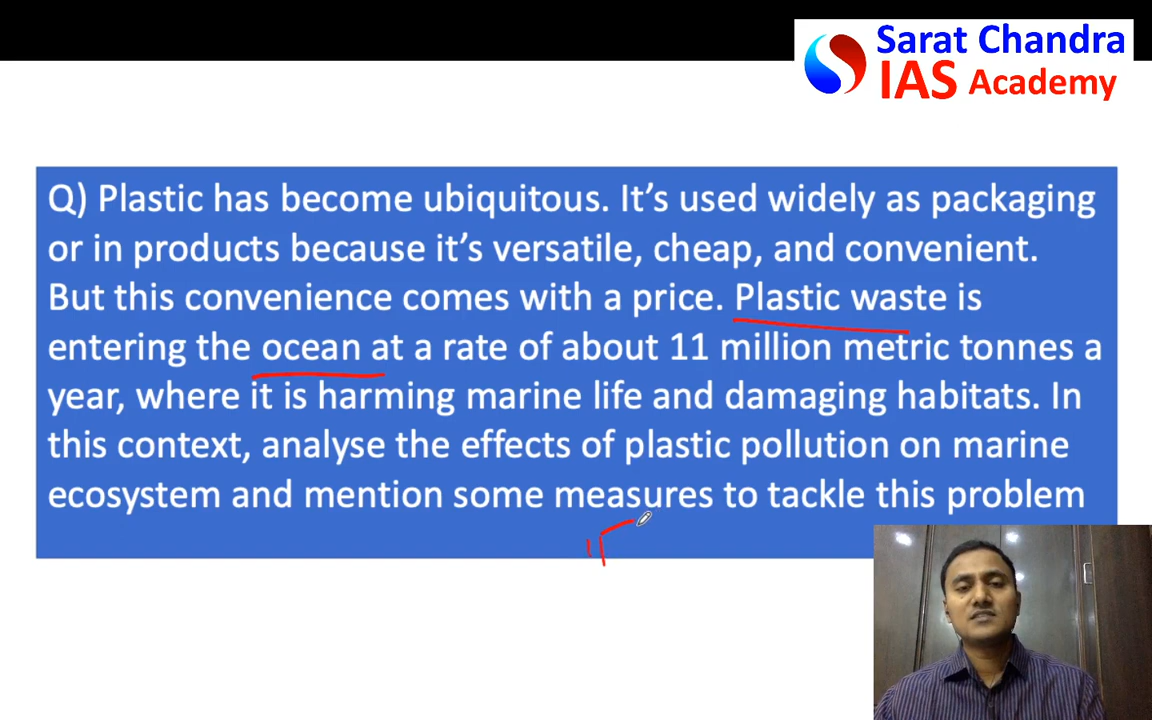 Sarat Chandra
IAS Academy
Q) Plastic has become ubiquitous. It’s used widely as packaging
or in products because it’s versatile, cheap, and convenient.
But this convenience comes with a price. Plastic waste is
entering the ocean at a rate of about 11 million metric tonnes a
year, where it is harming marine life and damaging habitats. In
this context, analyse the effects of plastic pollution on marine
ecosystem and mention some measures to tackle this problem